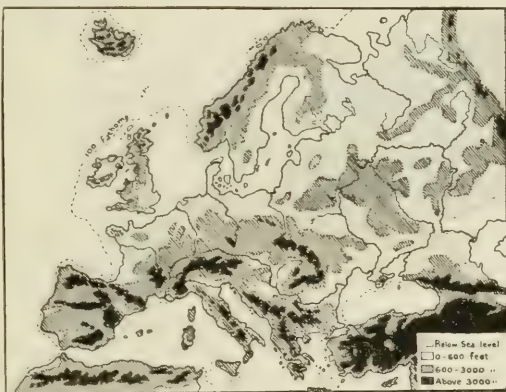 100 fathoms
Below Sea level
0-600 feet
600-3000 "
Above 3000 "